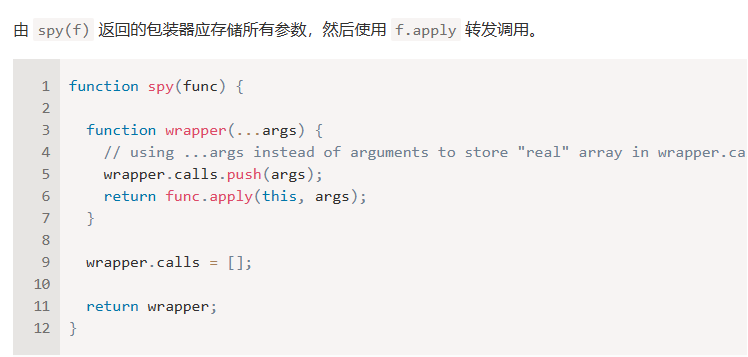 由 spy(f) 返回的包装器应存储所有参数，然后使用 f.apply 转发调用。
1 function spy(func) {
2
3 function wrapper(...args) {
4 // using ...args instead of arguments to store "real" array in wrapper.ca
5 wrapper.calls.push(args);
6 return func.apply(this, args);
7 }
8
9 wrapper.calls = [];
10
11 return wrapper;
12 }